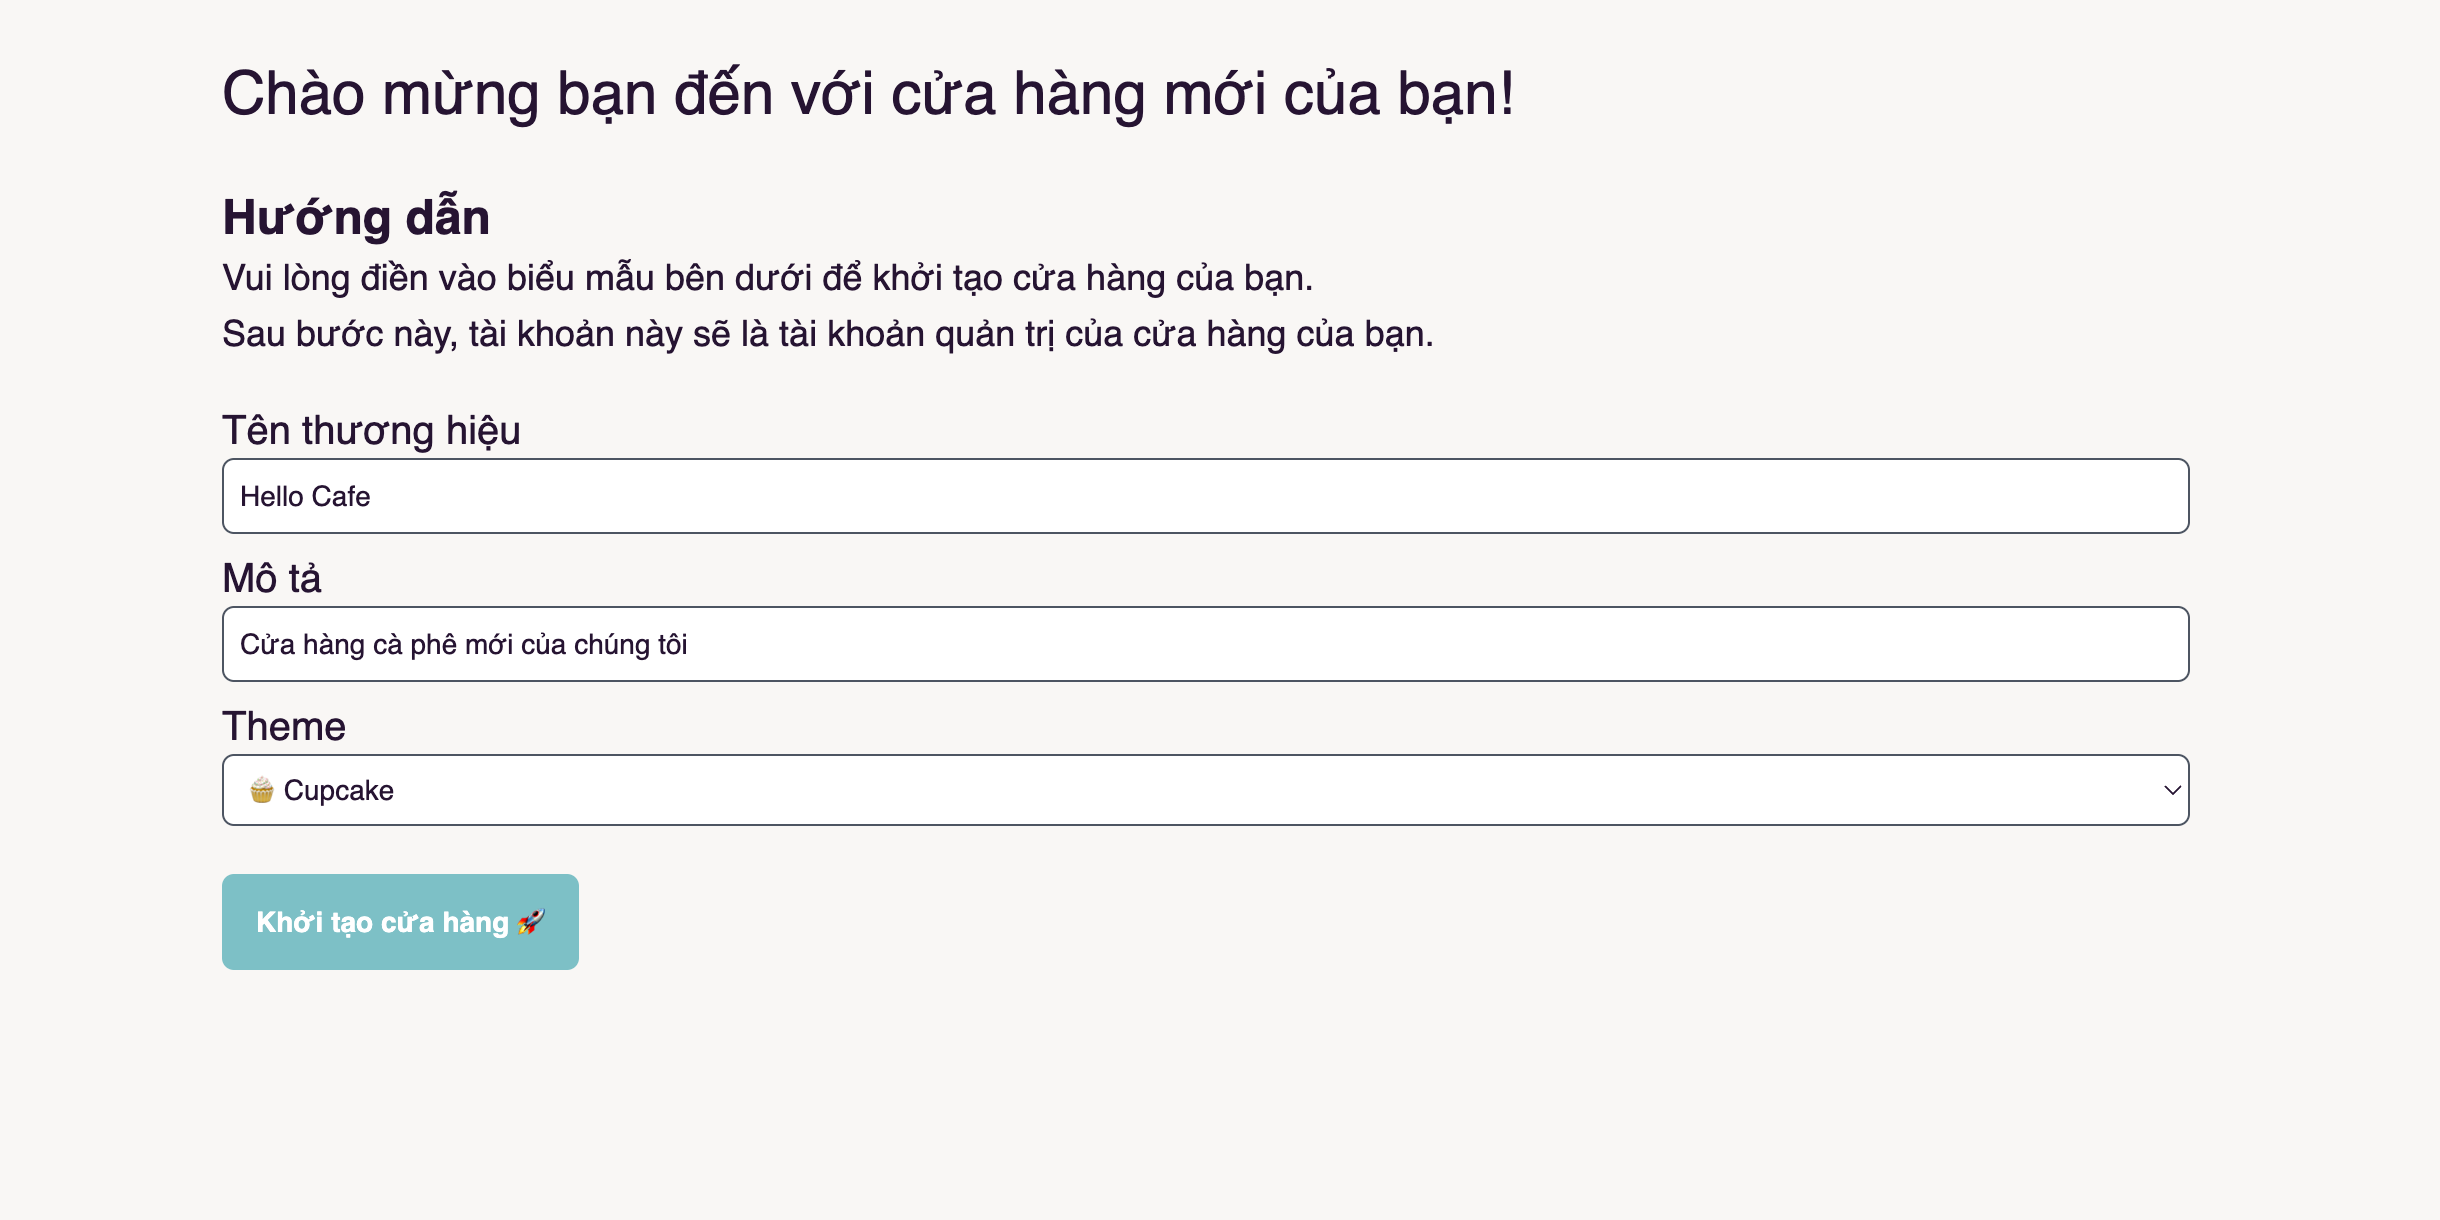 Chào mừng bạn đến với cửa hàng mới của bạn!
Hướng dẫn
Vui lòng điền vào biểu mẫu bên dưới để khởi tạo cửa hàng của bạn.
Sau bước này, tài khoản này sẽ là tài khoản quản trị của cửa hàng của bạn.
Tên thương hiệu
Hello Cafe
Mô tả
Cửa hàng cà phê mới của chúng tôi
Theme
🧁 Cupcake
Khởi tạo cửa hàng 🚀